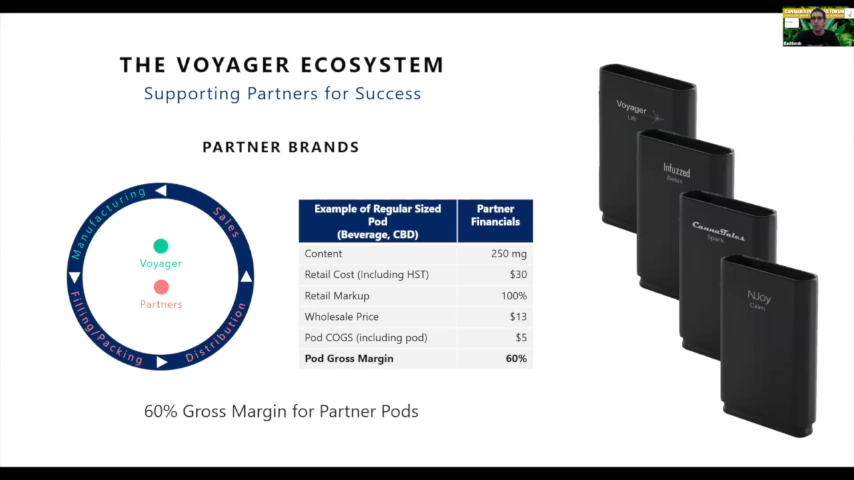 THE VOYAGER ECOSYSTEM
Supporting Partners for Success
PARTNER BRANDS
Manufacturing
Sales
Distribution
Filling/Packing
Voyager
Partners
Example of Regular Sized Pod (Beverage, CBD)
Partner Financials
Content 250 mg
Retail Cost (Including HST) $30
Retail Markup 100%
Wholesale Price $13
Pod COGS (including pod) $5
Pod Gross Margin 60%
60% Gross Margin for Partner Pods
Voyager
Lift
Infuzzed
CannaTales
Spark
NJoy
Calm